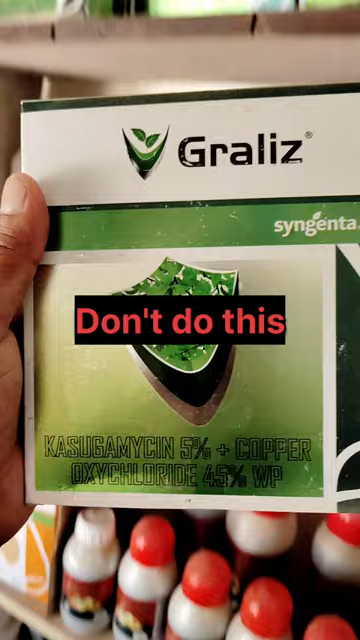 Graliz®
syngenta
Don't do this
KASUGAMYCIN 5% + COPPER
OXYCHLORIDE 45% WP